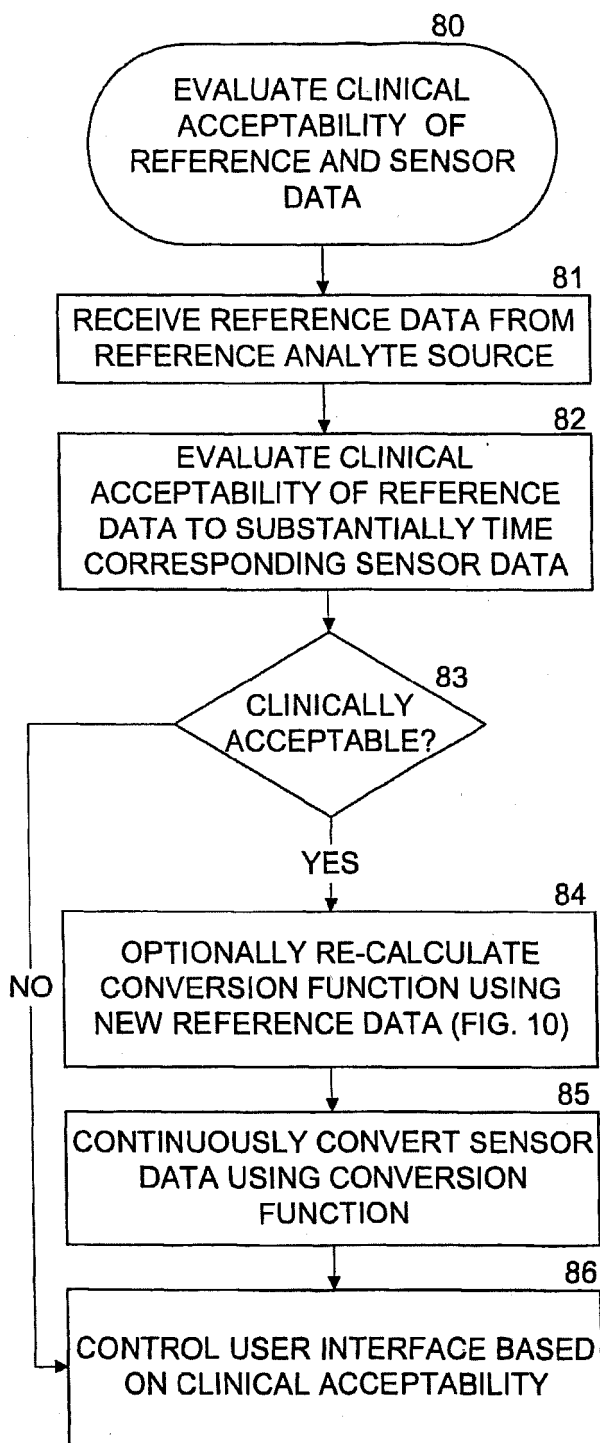 80
EVALUATE CLINICAL
ACCEPTABILITY OF
REFERENCE AND SENSOR
DATA
81
RECEIVE REFERENCE DATA FROM
REFERENCE ANALYTE SOURCE
82
EVALUATE CLINICAL
ACCEPTABILITY OF REFERENCE
DATA TO SUBSTANTIALLY TIME
CORRESPONDING SENSOR DATA
83
CLINICALLY
ACCEPTABLE?
YES
NO
84
OPTIONALLY RE-CALCULATE
CONVERSION FUNCTION USING
NEW REFERENCE DATA (FIG. 10)
85
CONTINUOUSLY CONVERT SENSOR
DATA USING CONVERSION
FUNCTION
86
CONTROL USER INTERFACE BASED
ON CLINICAL ACCEPTABILITY